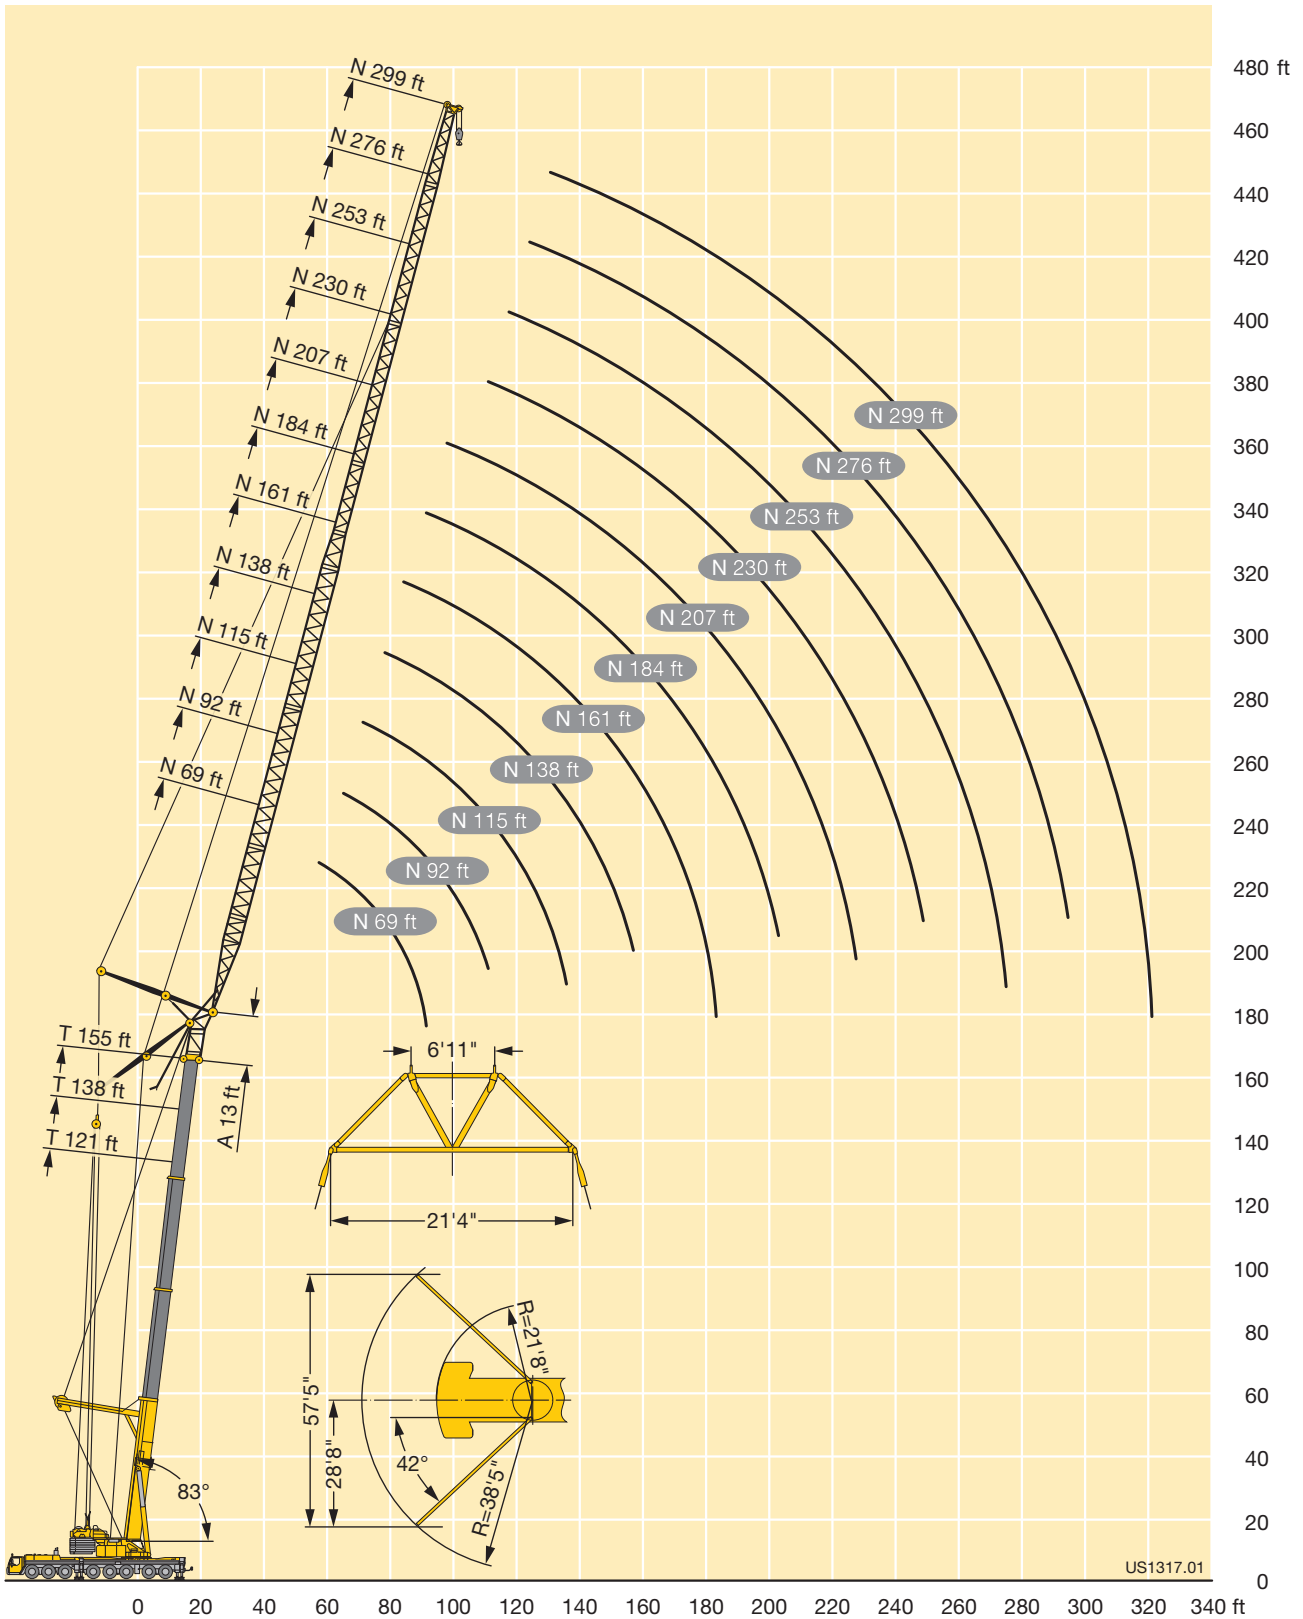 480 ft
460
440
420
400
380
360
340
320
300
280
260
240
220
200
180
160
140
120
100
80
60
40
20
0
N 299 ft
N 276 ft
N 253 ft
N 230 ft
N 207 ft
N 184 ft
N 161 ft
N 138 ft
N 115 ft
N 92 ft
N 69 ft
N 299 ft
N 276 ft
N 253 ft
N 230 ft
N 207 ft
N 184 ft
N 161 ft
N 138 ft
N 115 ft
N 92 ft
N 69 ft
T 155 ft
T 138 ft
T 121 ft
A 13 ft
6'11"
21'4"
R=21'8"
57'5"
28'8"
42°
R=38'5"
83°
US1317.01
0 20 40 60 80 100 120 140 160 180 200 220 240 260 280 300 320 340 ft